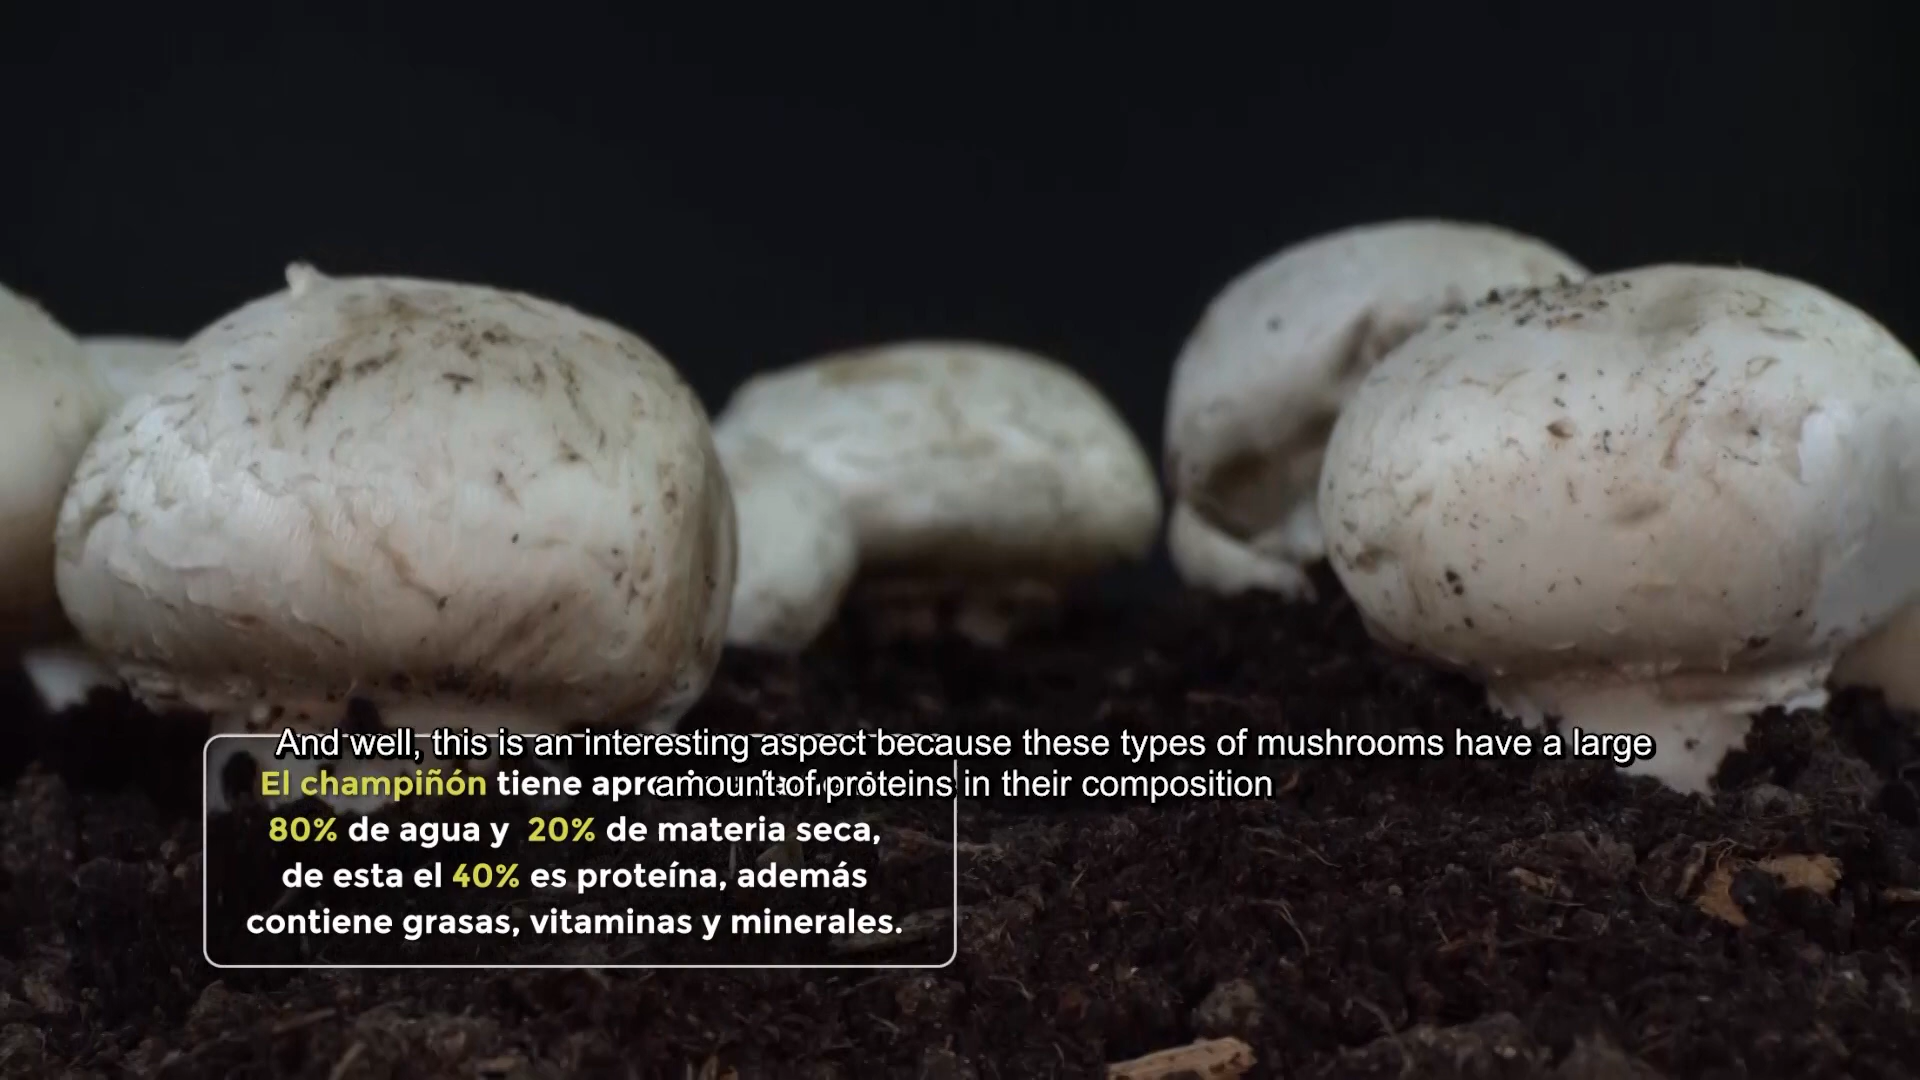 And well, this is an interesting aspect because these types of mushrooms have a large
amount of proteins in their composition
El champiñón tiene
80% de agua y 20% de materia seca,
de esta el 40% es proteína, además
contiene grasas, vitaminas y minerales.